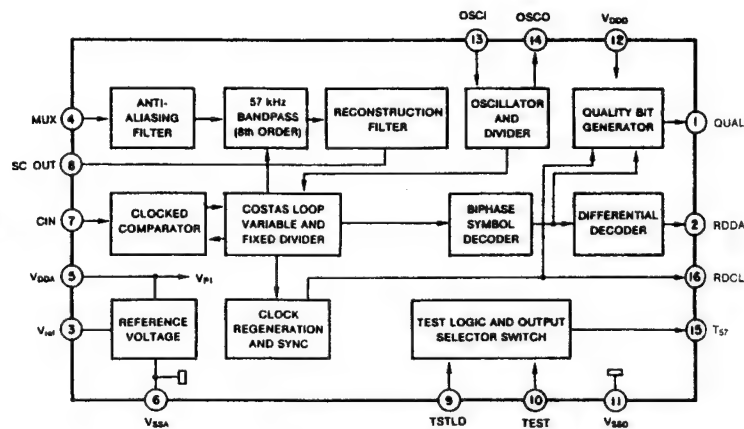 OSCI OSCO VDDD
13 14 12
MUX 4
ANTI-
ALIASING
FILTER
57 kHz
BANDPASS
(8th ORDER)
RECONSTRUCTION
FILTER
OSCILLATOR
AND
DIVIDER
QUALITY BIT
GENERATOR
1 QUAL
SC OUT 8
CIN 7
CLOCKED
COMPARATOR
COSTAS LOOP
VARIABLE AND
FIXED DIVIDER
BIPHASE
SYMBOL
DECODER
DIFFERENTIAL
DECODER
2 RDDA
VDDA 5
VP1
16 RDCL
Vref 3
REFERENCE
VOLTAGE
CLOCK
REGENERATION
AND SYNC
TEST LOGIC AND OUTPUT
SELECTOR SWITCH
15 T57
6 9 10 11
VSSA TSTLD TEST VSSD